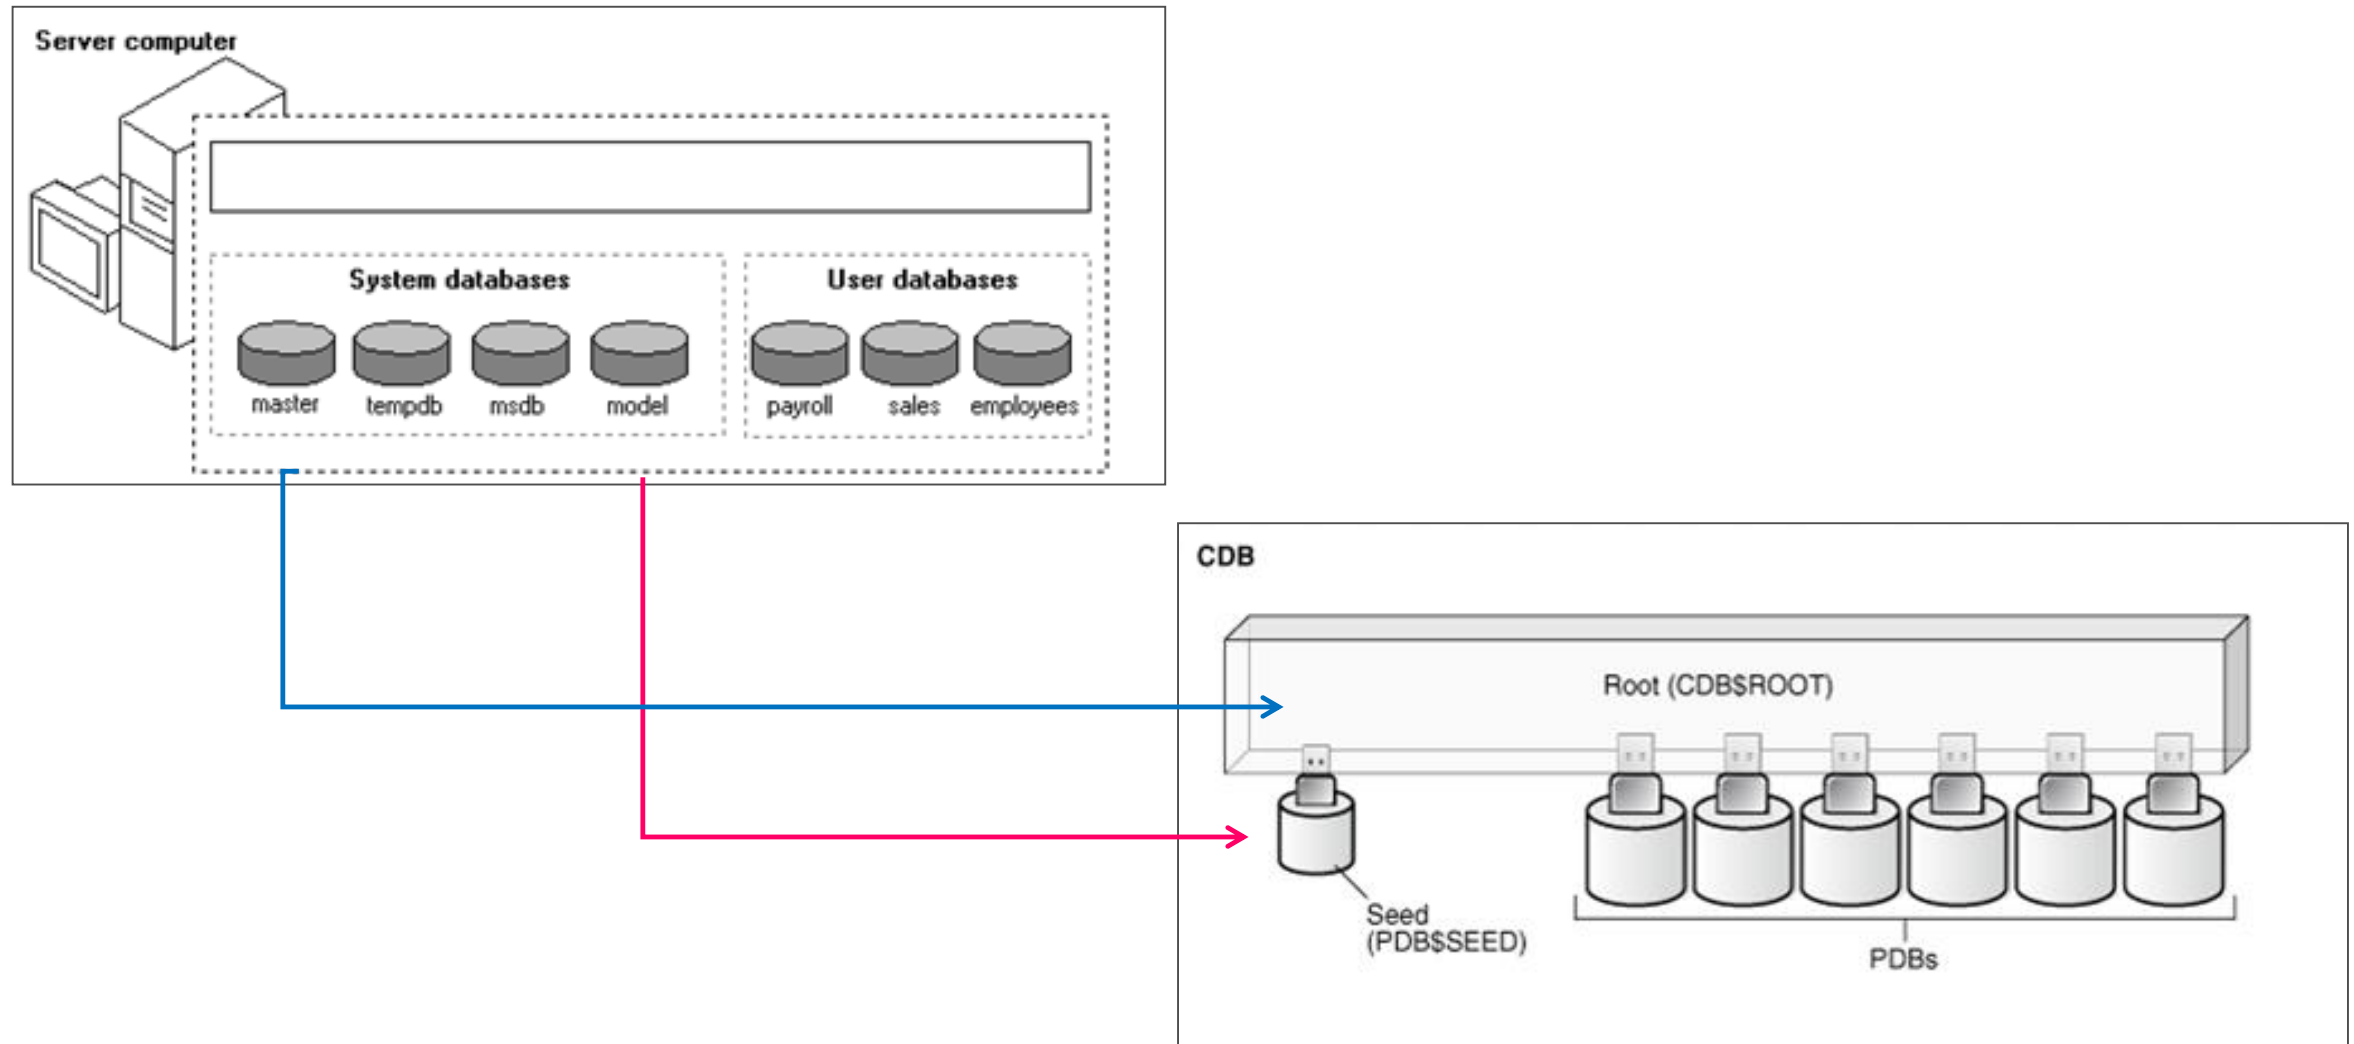 Server computer
System databases
User databases
master
tempdb
msdb
model
payroll
sales
employees
CDB
Root (CDB$ROOT)
Seed
(PDB$SEED)
PDBs